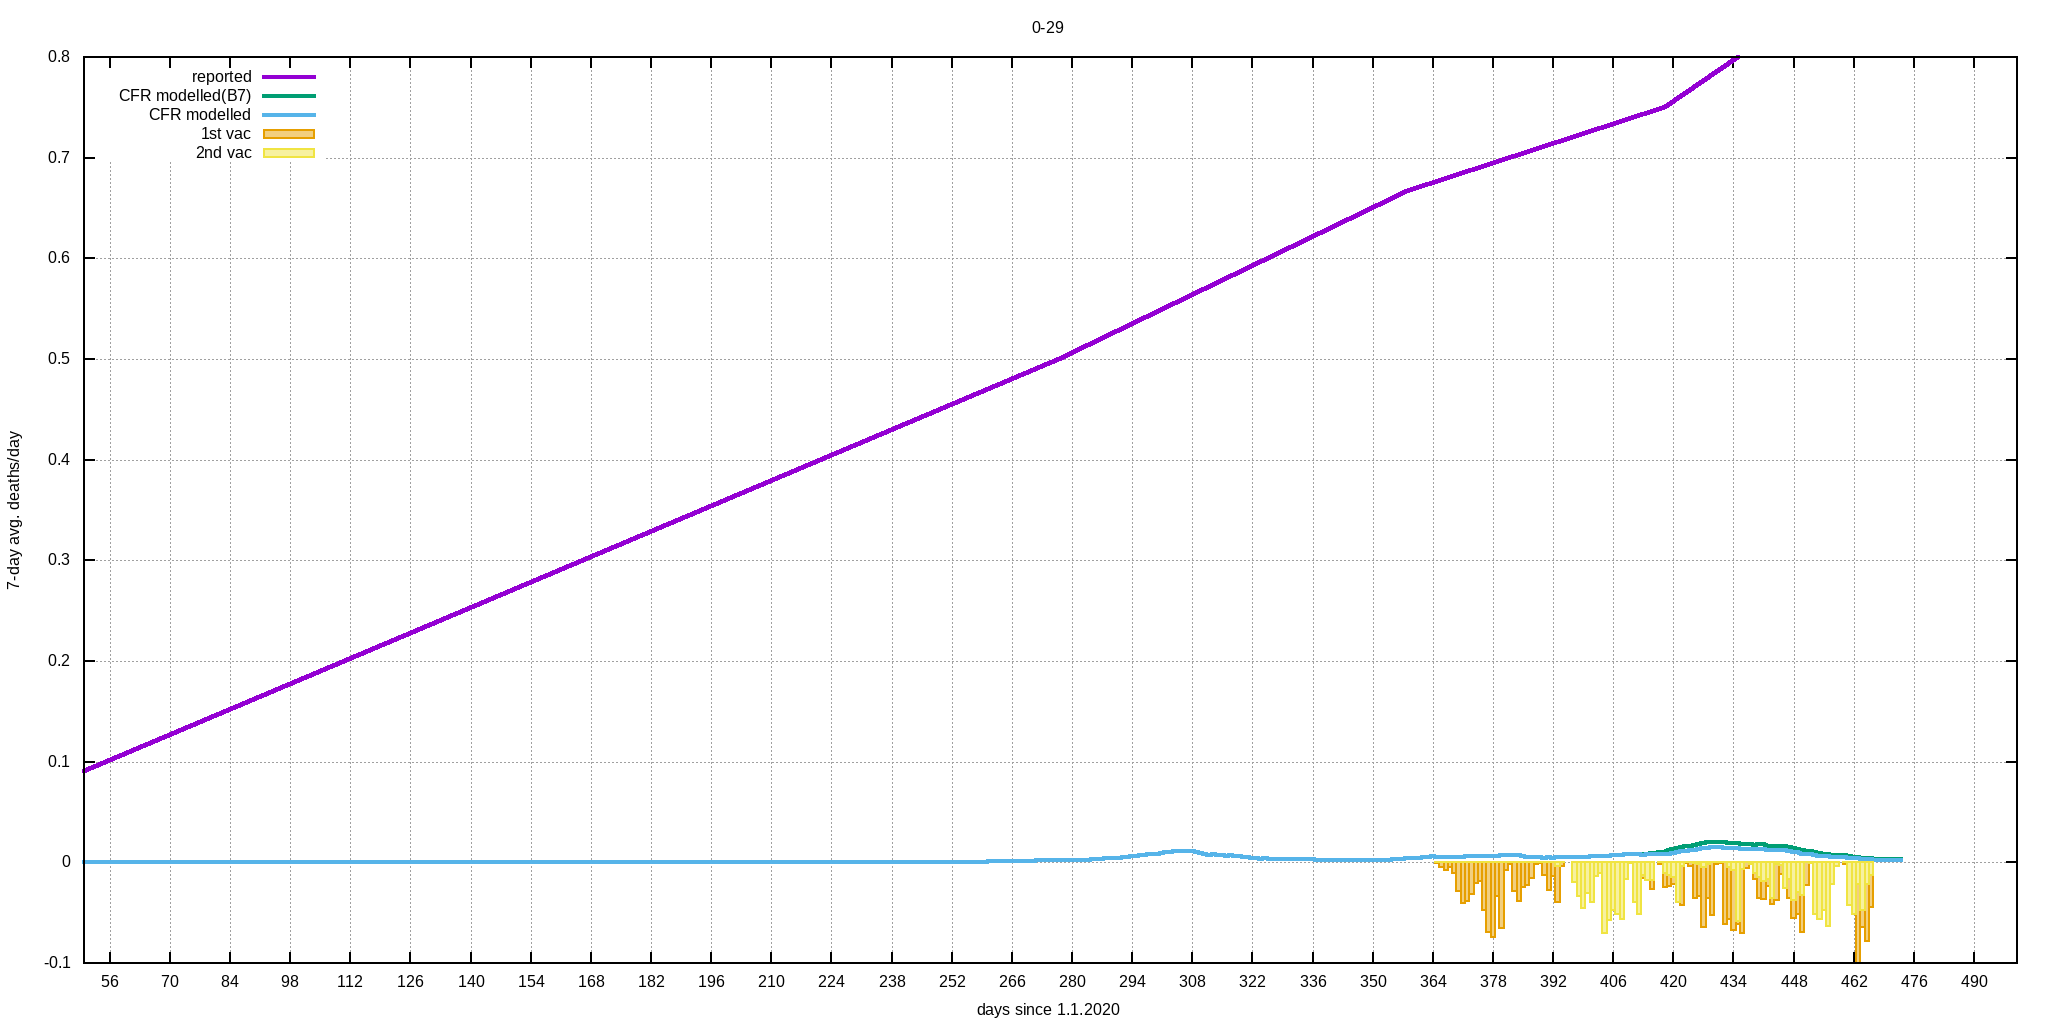 0-29
0.8
0.7
0.6
0.5
0.4
0.3
0.2
0.1
0
-0.1
reported
CFR modelled(B7)
CFR modelled
1st vac
2nd vac
7-day avg. deaths/day
56 70 84 98 112 126 140 154 168 182 196 210 224 238 252 266 280 294 308 322 336 350 364 378 392 406 420 434 448 462 476 490
days since 1.1.2020